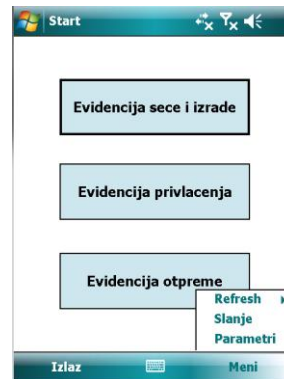 Start
Evidencija sece i izrade
Evidencija privlacenja
Evidencija otpreme
Refresh
Slanje
Parametri
Izlaz
Meni